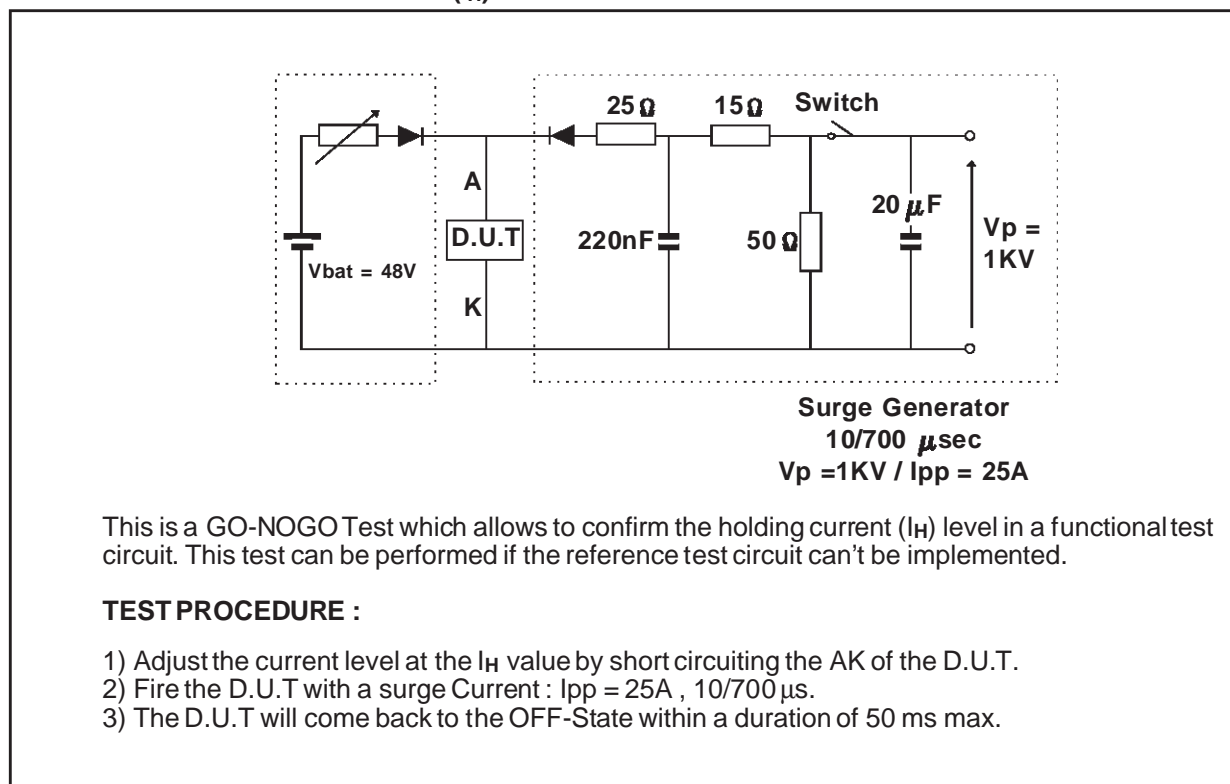 25Ω 15Ω Switch
A
D.U.T
K
Vbat = 48V
220nF
50Ω
20 μF
Vp =
1KV
Surge Generator
10/700 μsec
Vp =1KV / Ipp = 25A
This is a GO-NOGO Test which allows to confirm the holding current (IH) level in a functional test
circuit. This test can be performed if the reference test circuit can't be implemented.
TEST PROCEDURE :
1) Adjust the current level at the IH value by short circuiting the AK of the D.U.T.
2) Fire the D.U.T with a surge Current : Ipp = 25A , 10/700 μs.
3) The D.U.T will come back to the OFF-State within a duration of 50 ms max.